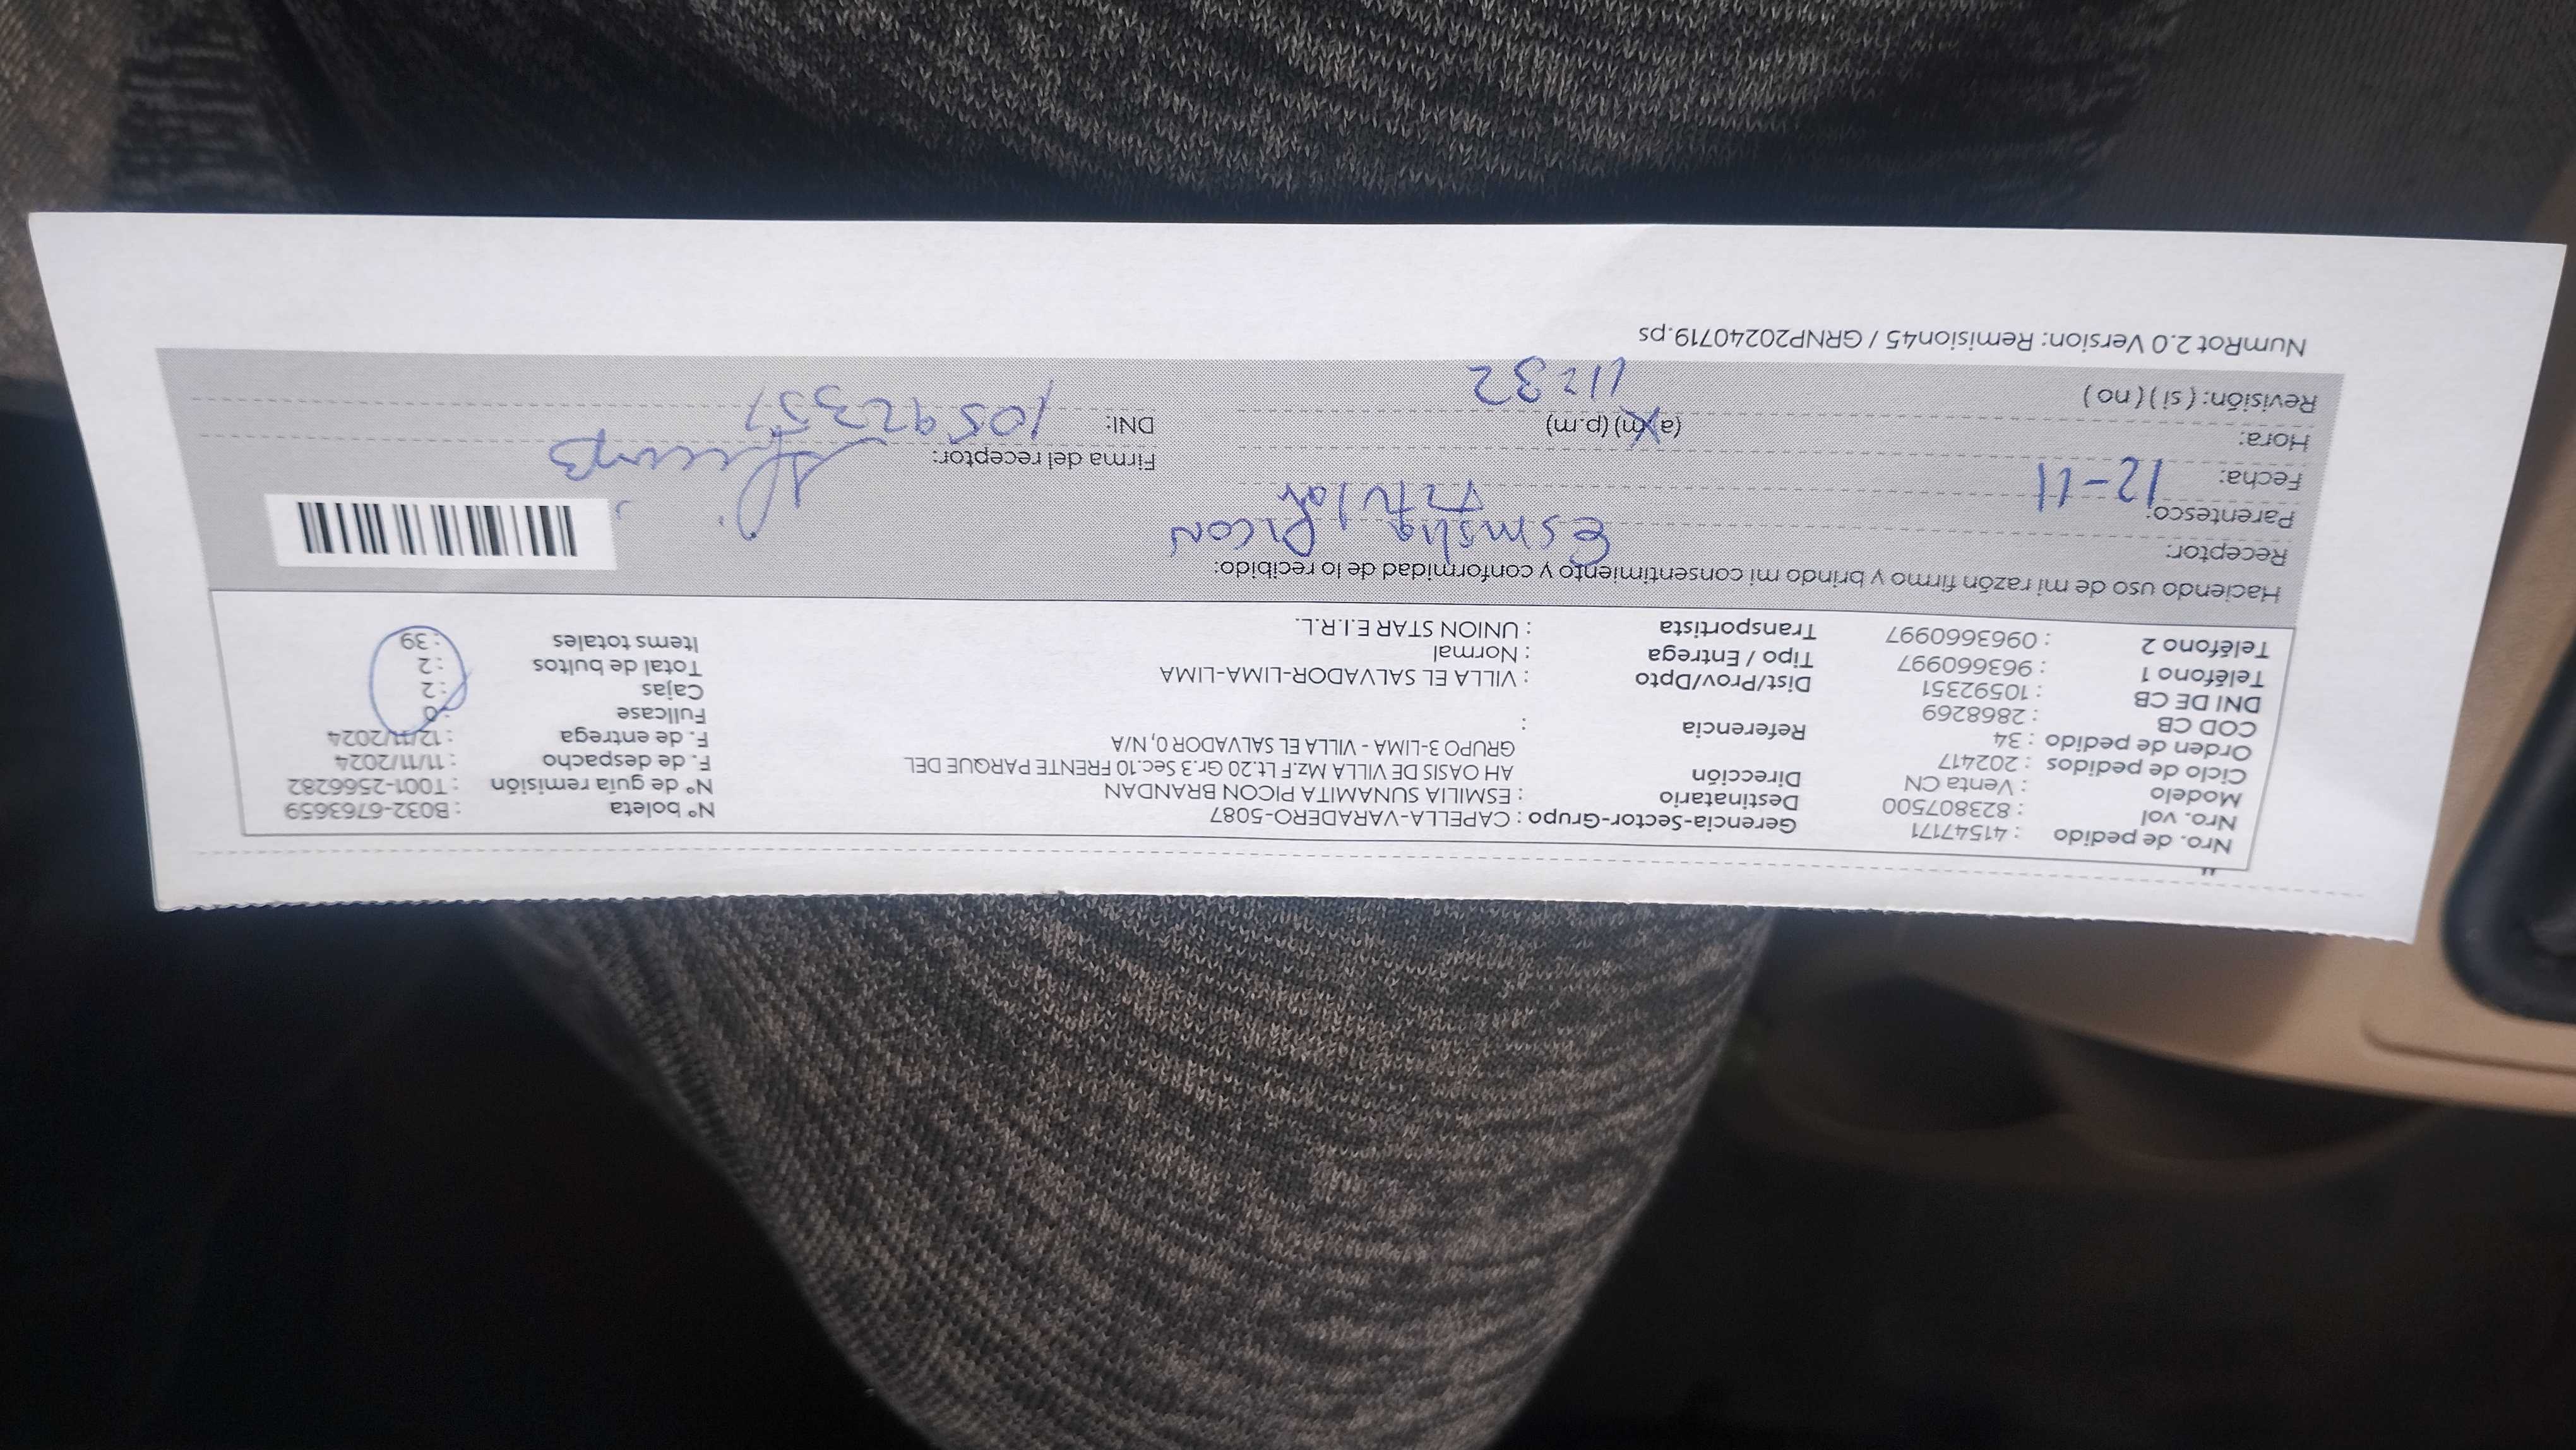 Nro. de pedido : 41547171 Gerencia-Sector-Grupo : CAPELLA-VARADERO-5087 N° boleta : B032-6763659
Nro. vol : 823807500 Destinatario : ESMILIA SUNAMITA PICON BRANDAN N° de guía remisión : T001-2566282
Modelo : Venta CN Dirección AH OASIS DE VILLA Mz.F Lt.20 Gr.3 Sec.10 FRENTE PARQUE DEL F. de despacho : 11/11/2024
Ciclo de pedidos : 202417 GRUPO 3-LIMA - VILLA EL SALVADOR 0, N/A F. de entrega : 12/11/2024
Orden de pedido : 34 Referencia : Fullcase : 0
COD CB : 2868269 Dist/Prov/Dpto : VILLA EL SALVADOR-LIMA-LIMA Cajas : 2
DNI DE CB : 10592351 Tipo / Entrega : Normal Total de bultos : 2
Teléfono 1 : 963660997 Transportista : UNION STAR E.I.R.L. Items totales : 39
Teléfono 2 : 0963660997
Haciendo uso de mi razón firmo y brindo mi consentimiento y conformidad de lo recibido:
Receptor: Esmilia Picon
Parentesco: Titular
Fecha: 12-11 Firma del receptor:
Hora: (a.m) (p.m) DNI: 10592351
Revisión: ( si ) ( no ) 11:32
NumRot 2.0 Version: Remision45 / GRNP20240719.ps